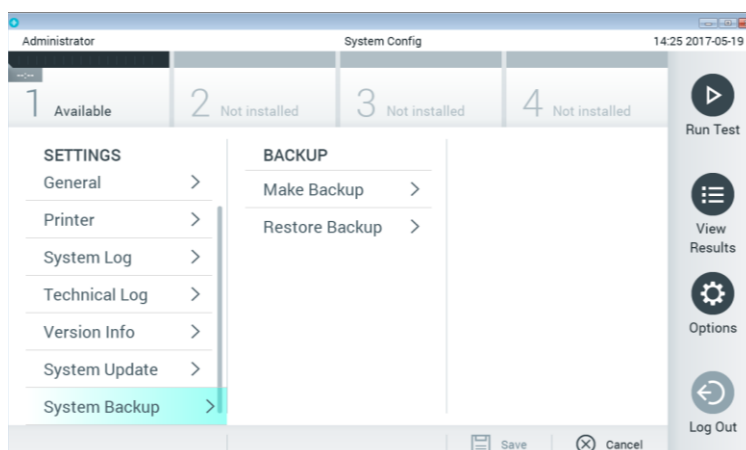 Administrator System Config 14:25 2017-05-19
--:--
1 Available 2 Not installed 3 Not installed 4 Not installed
Run Test
SETTINGS BACKUP
General Make Backup
Printer Restore Backup
View
Results
System Log
Technical Log
Options
Version Info
System Update
System Backup
Log Out
Save Cancel